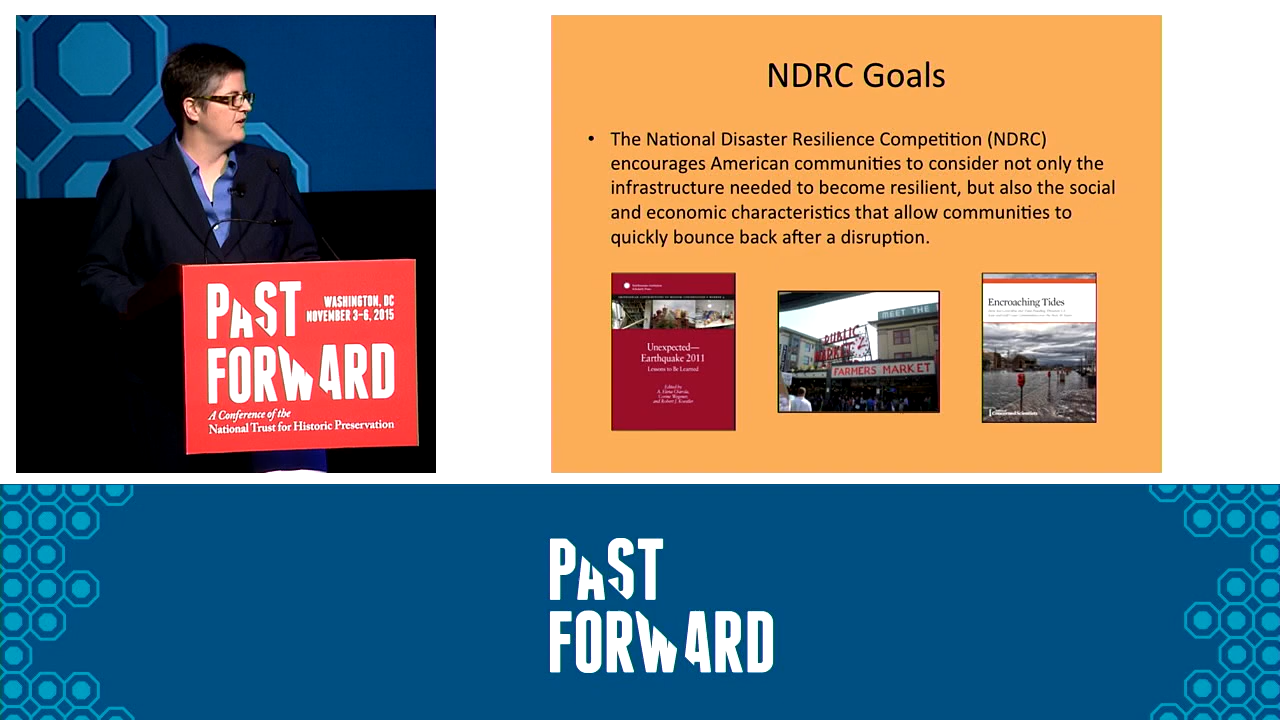 PAST
WASHINGTON, DC
NOVEMBER 3-6, 2015
FORWARD
A Conference of the
National Trust for Historic Preservation
NDRC Goals
• The National Disaster Resilience Competition (NDRC)
encourages American communities to consider not only the
infrastructure needed to become resilient, but also the social
and economic characteristics that allow communities to
quickly bounce back after a disruption.
Unexpected—
Earthquake 2011
Lessons to Be Learned
Edited by
PUBLIC
MARKET
MEET THE
FARMERS MARKET
Encroaching Tides
PAST
FORWARD